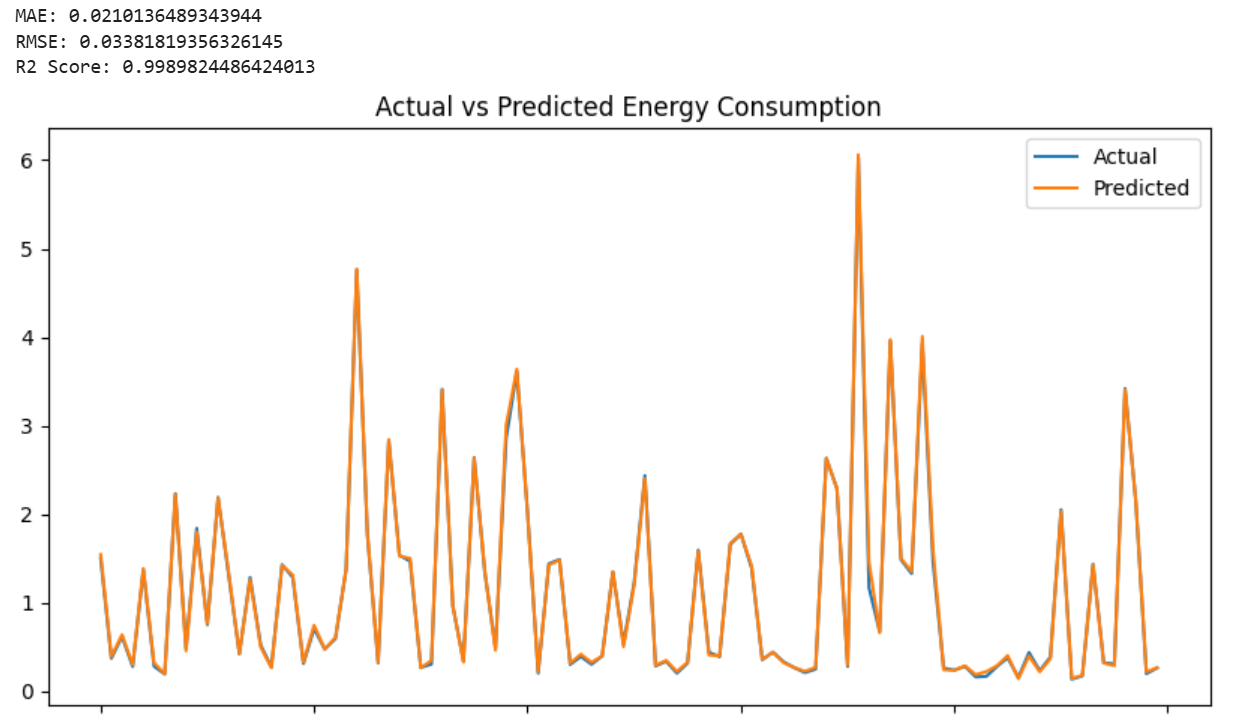 MAE: 0.0210136489343944
RMSE: 0.03381819356326145
R2 Score: 0.9989824486424013
Actual vs Predicted Energy Consumption
Actual
Predicted
6
5
4
3
2
1
0